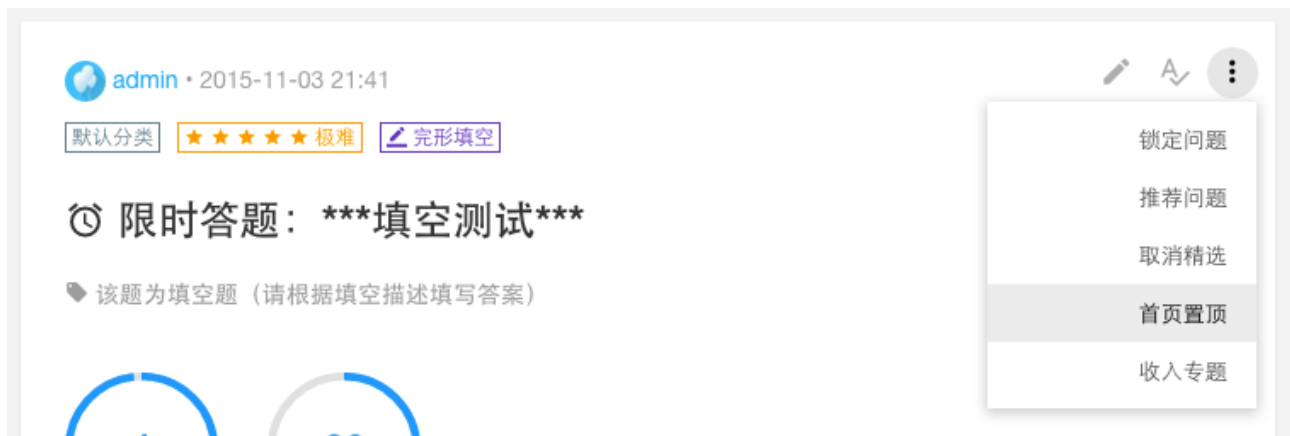 admin • 2015-11-03 21:41
默认分类 ★★★★★极难 完形填空
限时答题：***填空测试***
该题为填空题（请根据填空描述填写答案）
锁定问题
推荐问题
取消精选
首页置顶
收入专题